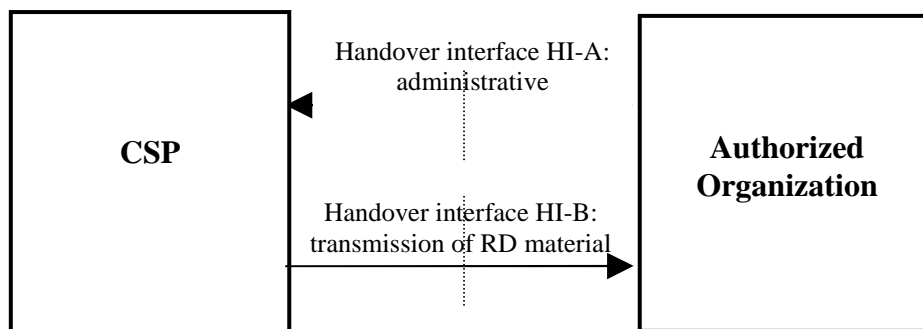 Handover interface HI-A:
administrative
CSP
Authorized
Organization
Handover interface HI-B:
transmission of RD material